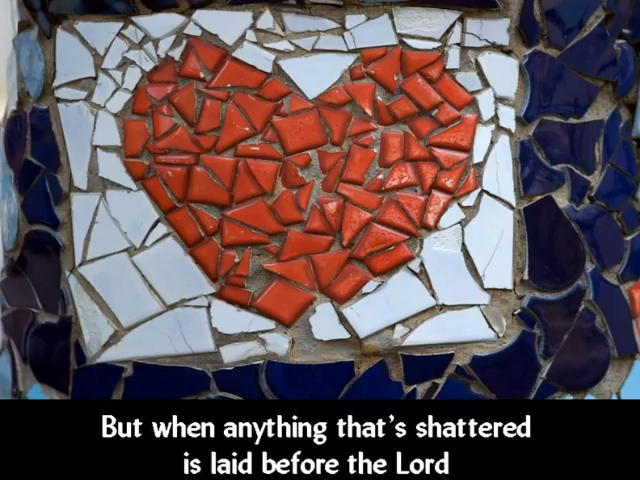 But when anything that's shattered
is laid before the Lord